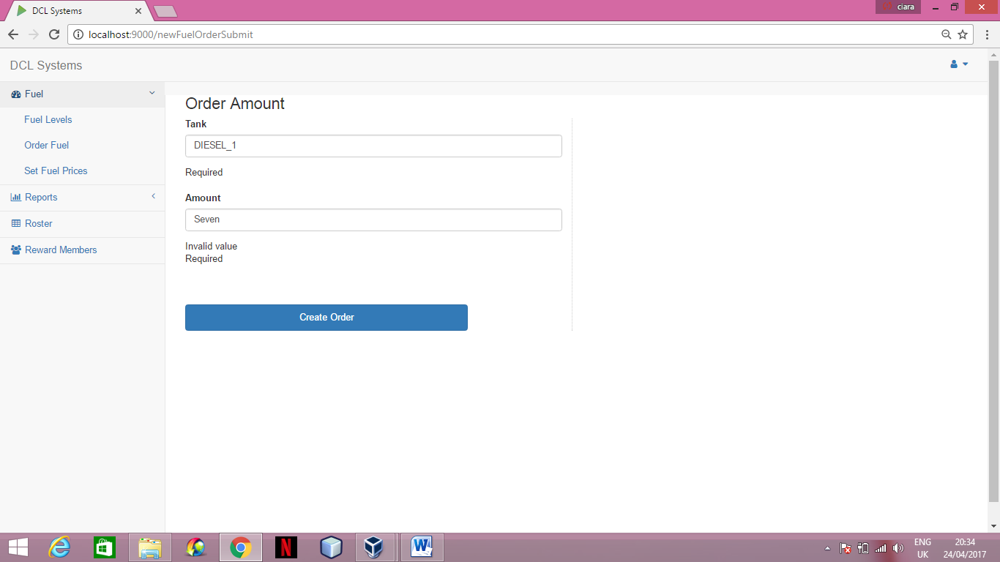 DCL Systems
ciara
localhost:9000/newFuelOrderSubmit
DCL Systems
Fuel
Fuel Levels
Order Fuel
Set Fuel Prices
Reports
Roster
Reward Members
Order Amount
Tank
DIESEL_1
Required
Amount
Seven
Invalid value
Required
Create Order
ENG
UK
20:34
24/04/2017